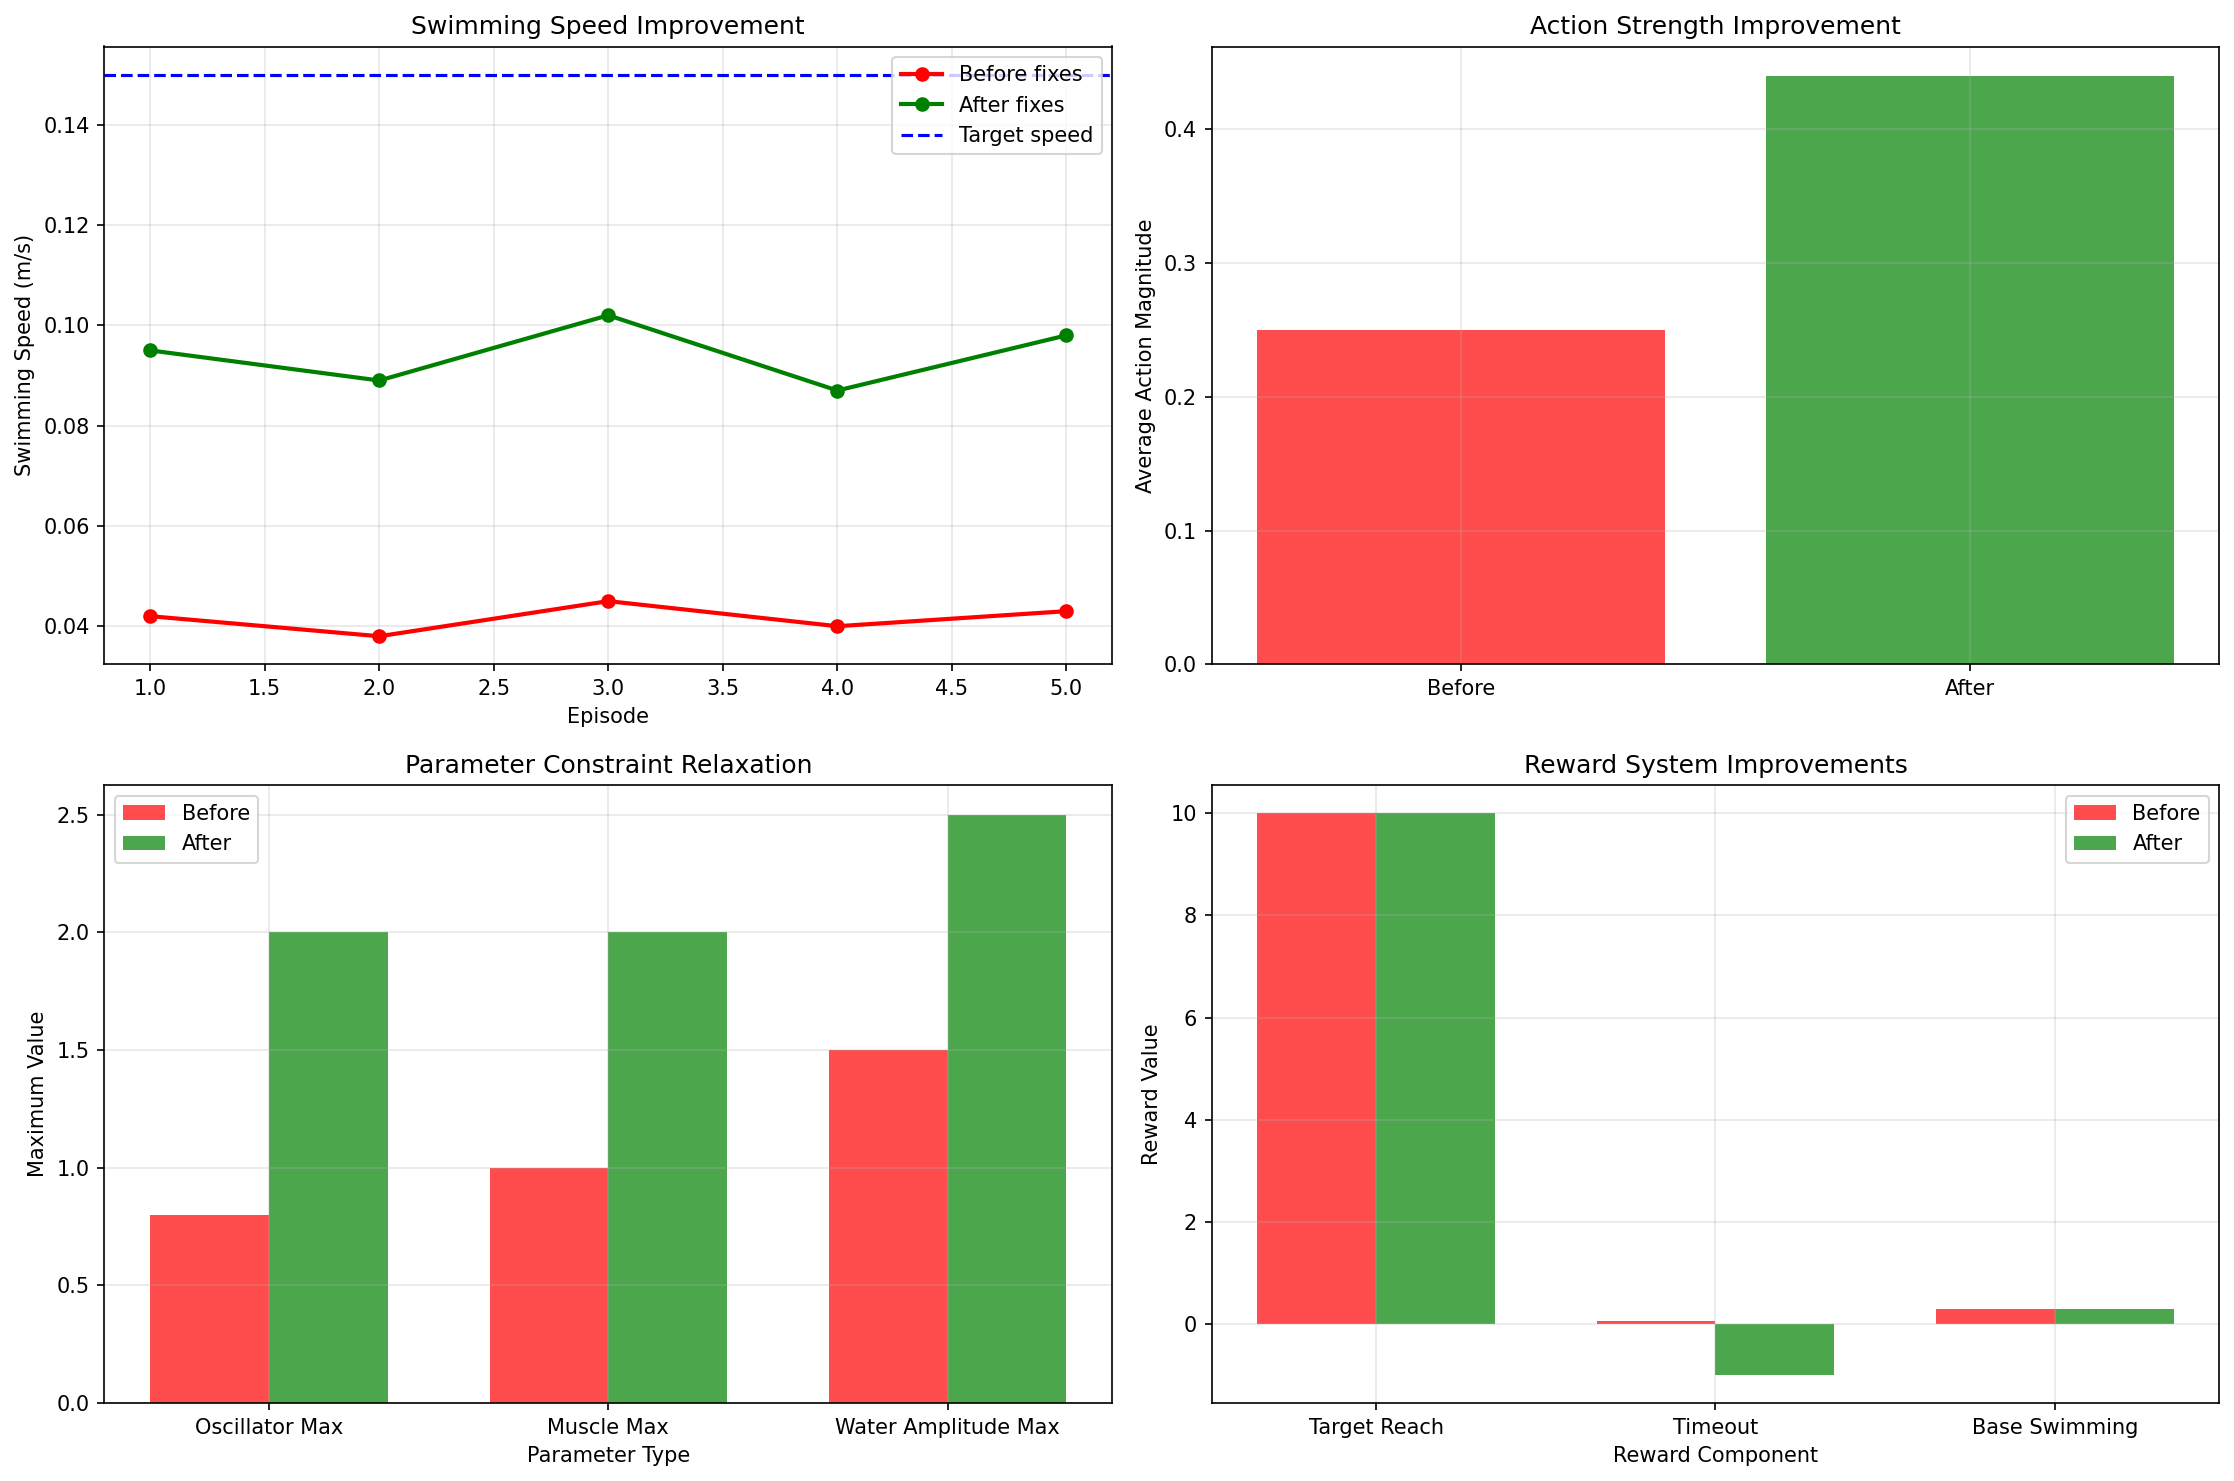 Swimming Speed Improvement
Swimming Speed (m/s)
0.14
0.12
0.10
0.08
0.06
0.04
Before fixes
After fixes
Target speed
1.0 1.5 2.0 2.5 3.0 3.5 4.0 4.5 5.0
Episode
Action Strength Improvement
Average Action Magnitude
0.4
0.3
0.2
0.1
0.0
Before After
Parameter Constraint Relaxation
Maximum Value
2.5
2.0
1.5
1.0
0.5
0.0
Before
After
Oscillator Max Muscle Max Water Amplitude Max
Parameter Type
Reward System Improvements
Reward Value
10
8
6
4
2
0
Before
After
Target Reach Timeout Base Swimming
Reward Component